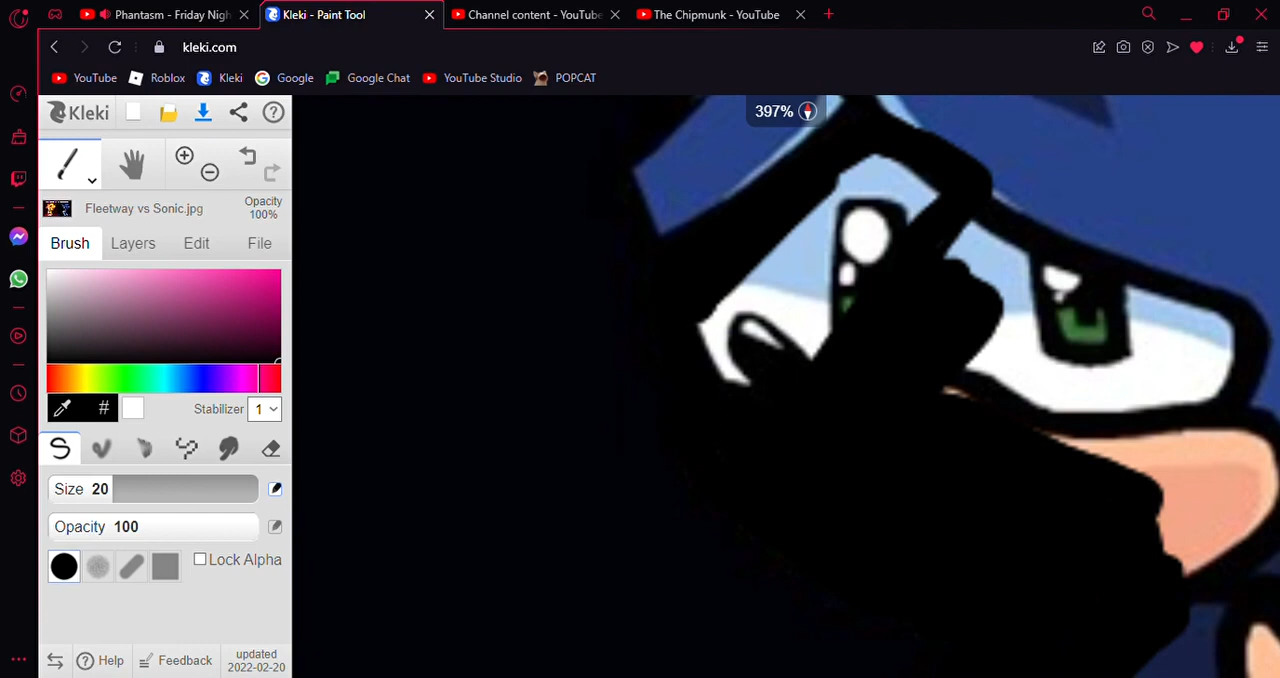 Phantasm - Friday Nigh
Kleki - Paint Tool
Channel content - YouTube
The Chipmunk - YouTube
kleki.com
YouTube
Roblox
Kleki
Google
Google Chat
YouTube Studio
POPCAT
Kleki
397%
Fleetway vs Sonic.jpg
Opacity
100%
Brush
Layers
Edit
File
#
Stabilizer
1
Size 20
Opacity 100
Lock Alpha
Help
Feedback
updated
2022-02-20